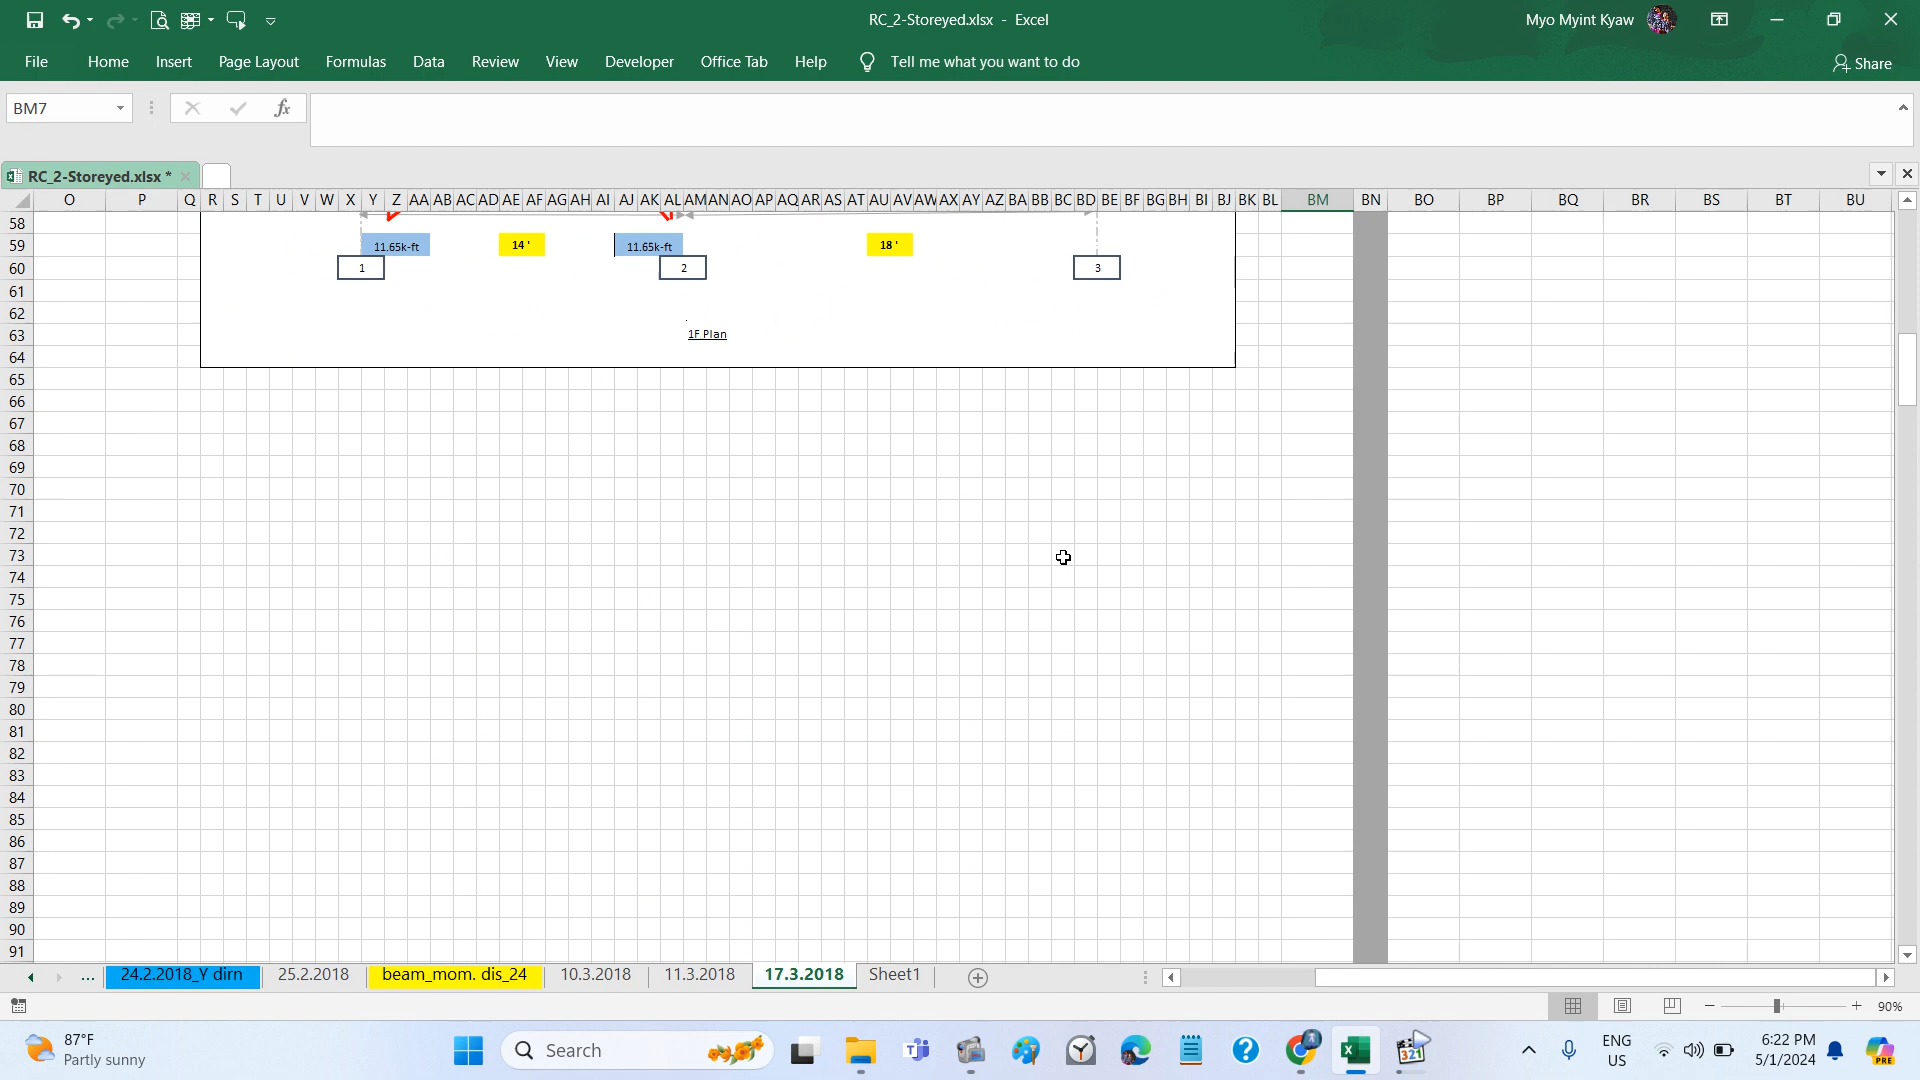 RC_2-Storeyed.xlsx - Excel
Myo Myint Kyaw
File Home Insert Page Layout Formulas Data Review View Developer Office Tab Help Tell me what you want to do
Share
BM7
fx
RC_2-Storeyed.xlsx *
O P Q R S T U V W X Y Z AA AB AC AD AE AF AG AH AI AJ AK AL AM AN AO AP AQ AR AS AT AU AV AW AX AY AZ BA BB BC BD BE BF BG BH BI BJ BK BL BM BN BO BP BQ BR BS BT BU
58
59 11.65k-ft 14 ' 11.65k-ft 18 '
60 1 2 3
61
62
63 1F Plan
64
65
66
67
68
69
70
71
72
73
74
75
76
77
78
79
80
81
82
83
84
85
86
87
88
89
90
91
... 24.2.2018_Y dirn 25.2.2018 beam_mom. dis_24 10.3.2018 11.3.2018 17.3.2018 Sheet1
90%
87°F
Partly sunny
Search
321
ENG
US
6:22 PM
5/1/2024
PRE